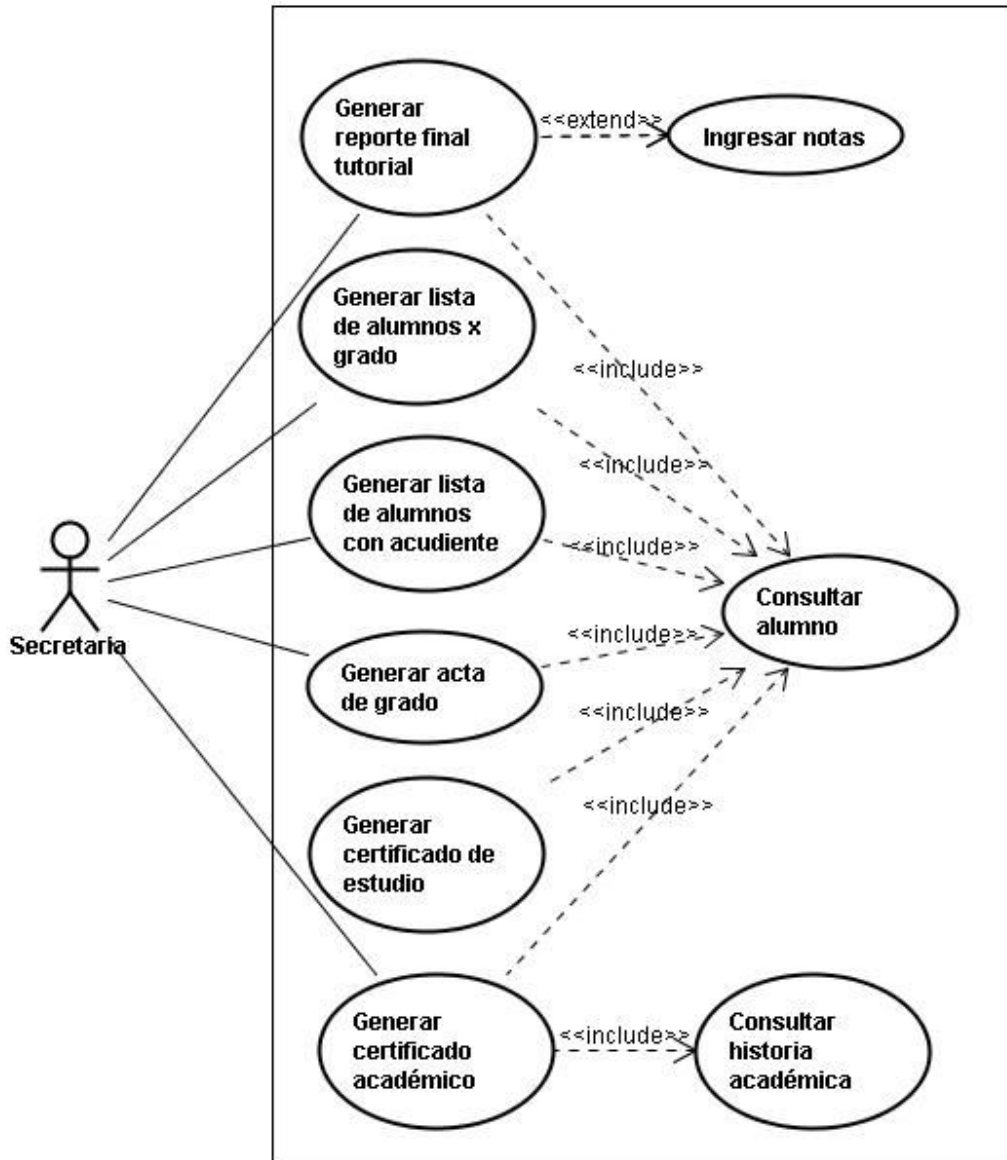 Generar
reporte final
tutorial
<<extend>>
Ingresar notas
Generar lista
de alumnos x
grado
<<include>>
<<include>>
Generar lista
de alumnos
con acudiente
<<include>>
Consultar
alumno
Secretaria
Generar acta
de grado
<<include>>
<<include>>
Generar
certificado de
estudio
<<include>>
Generar
certificado
académico
<<include>>
Consultar
historia
académica